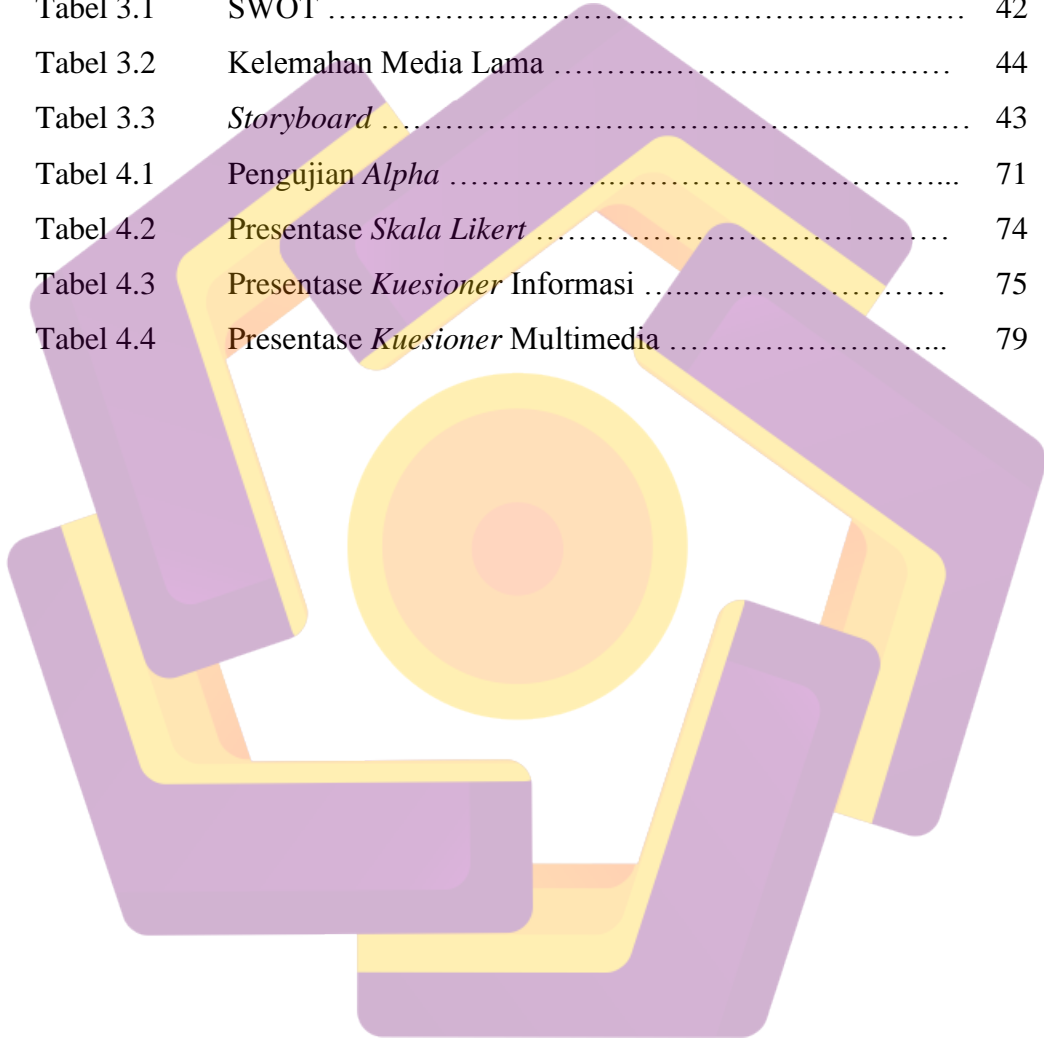 Tabel 3.1 SWOT ……………………………………………………… 42
Tabel 3.2 Kelemahan Media Lama ………...……………………… 44
Tabel 3.3 Storyboard ……………………………...………………… 43
Tabel 4.1 Pengujian Alpha ……………..…………………………... 71
Tabel 4.2 Presentase Skala Likert ………………………………… 74
Tabel 4.3 Presentase Kuesioner Informasi …..…………………… 75
Tabel 4.4 Presentase Kuesioner Multimedia ……………………... 79